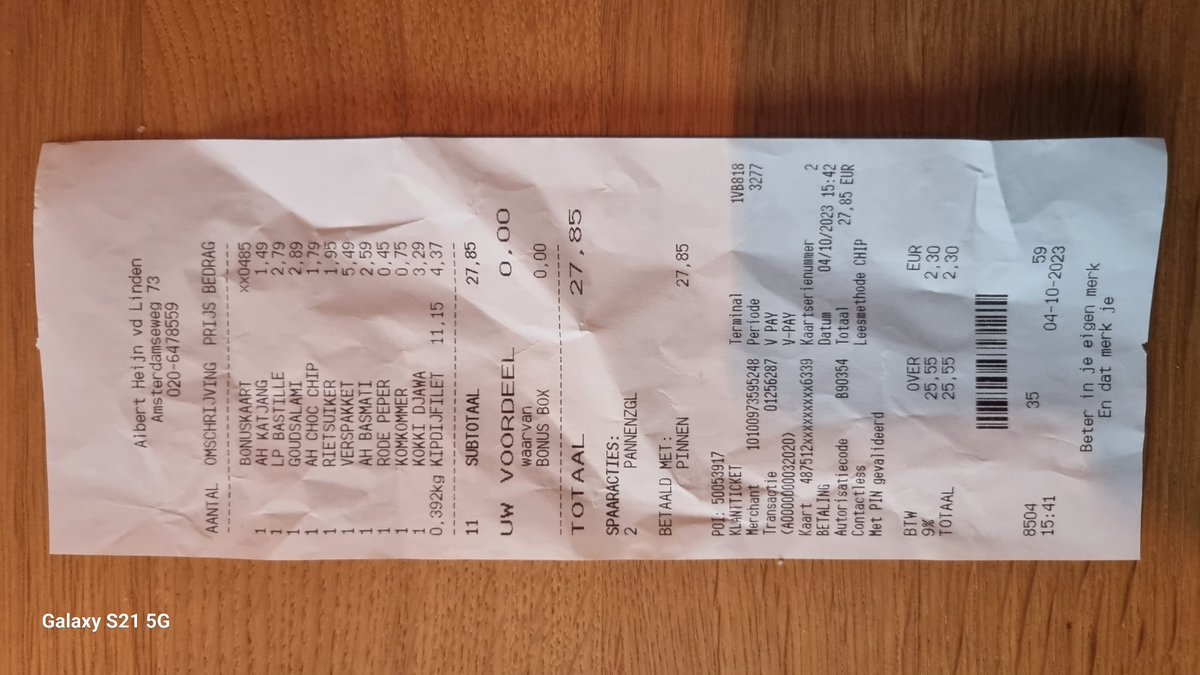 Albert Heijn vd Linden
Amsterdamseweg 73
020-6478559
AANTAL OMSCHRIJVING PRIJS BEDRAG
BONUSKAART xx0485
1 AH KATJANG 1,49
1 LP BASTILLE 2,79
1 GOUDSALAMI 2,89
1 AH CHOC CHIP 1,79
1 RIETSUIKER 1,95
1 VERSPAKKET 5,49
1 AH BASMATI 2,59
1 RODE PEPER 0,45
1 KOMKOMMER 0,75
1 KOKKI DJAWA 3,29
0,392kg KIPDIJFILET 11,15 4,37
11 SUBTOTAAL 27,85
UW VOORDEEL 0,00
waarvan
BONUS BOX 0,00
TOTAAL 27,85
SPAARACTIES:
2 PANNENZGL
BETAALD MET:
PINNEN 27,85
POI: 50053917
KLANTTICKET Terminal 1VB818
Merchant 10100973595248 Periode 3277
Transactie 01256287 V PAY
(A0000000032020) V-PAY
Kaart 487512xxxxxxxxx6339 Kaartserienummer 2
BETALING Datum 04/10/2023 15:42
Autorisatiecode B90354 Totaal 27,85 EUR
Contactless Leesmethode CHIP
Met PIN gevalideerd
BTW OVER EUR
9% 25,55 2,30
TOTAAL 25,55 2,30
8504 35 59
15:41 04-10-2023
Beter in je eigen merk
En dat merk je
Galaxy S21 5G